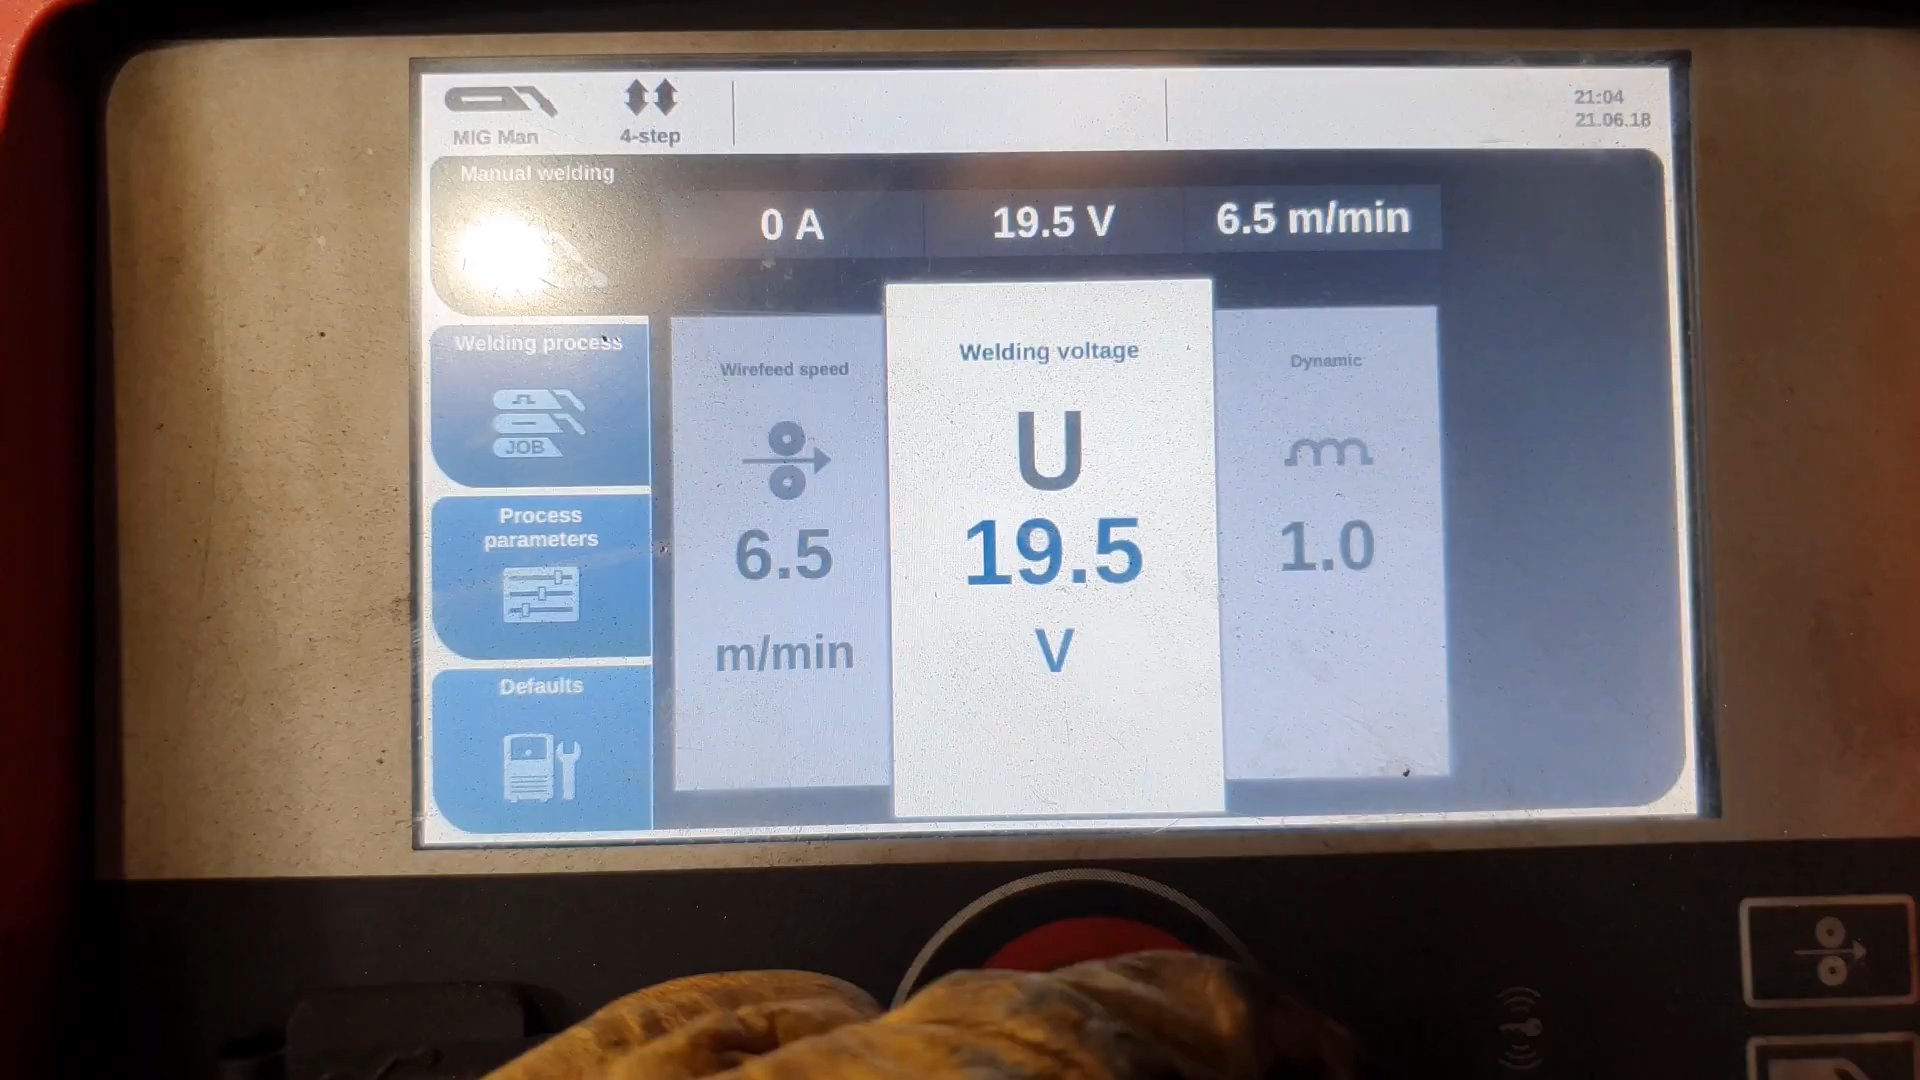 MIG Man
4-step
21:04
21.06.18
Manual welding
0 A
19.5 V
6.5 m/min
Welding process
JOB
Process
parameters
Defaults
Wirefeed speed
6.5
m/min
Welding voltage
U
19.5
V
Dynamic
1.0